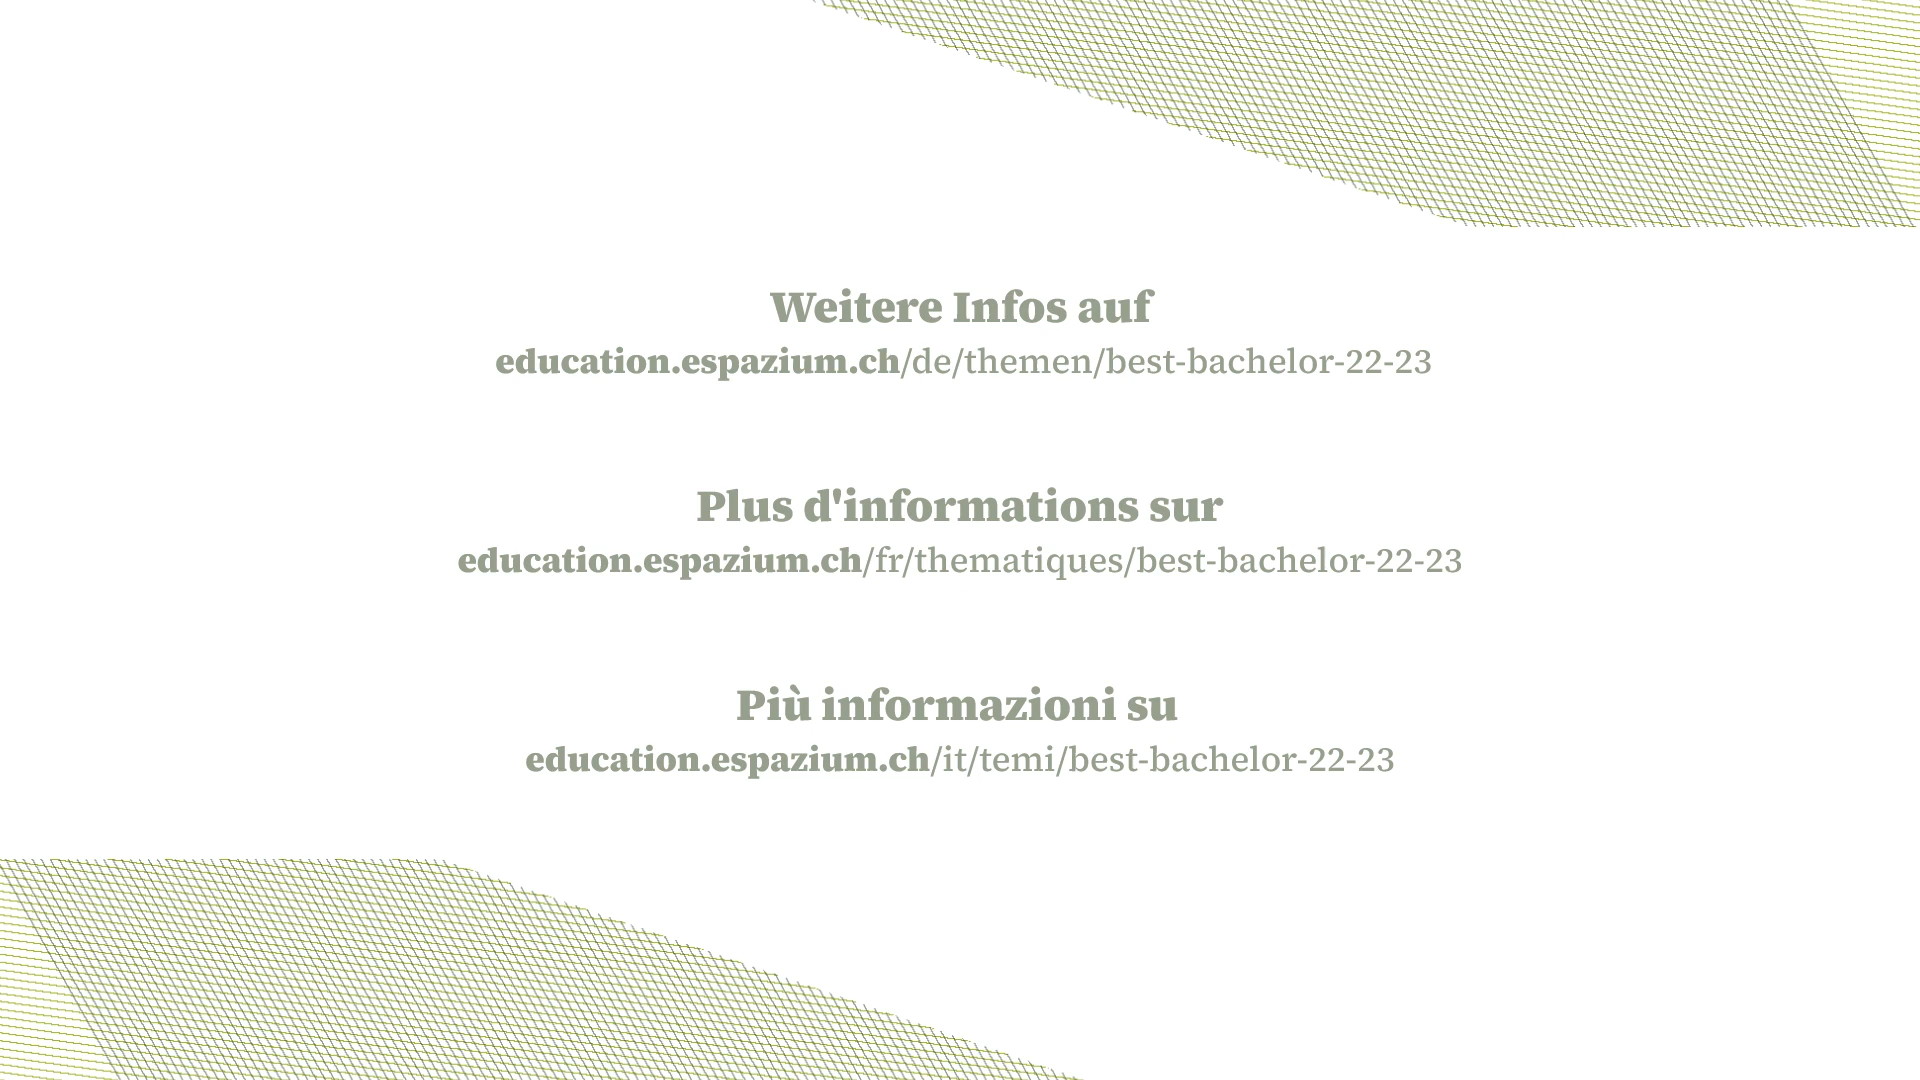 Weitere Infos auf
education.espazium.ch/de/themen/best-bachelor-22-23
Plus d'informations sur
education.espazium.ch/fr/thematiques/best-bachelor-22-23
Più informazioni su
education.espazium.ch/it/temi/best-bachelor-22-23